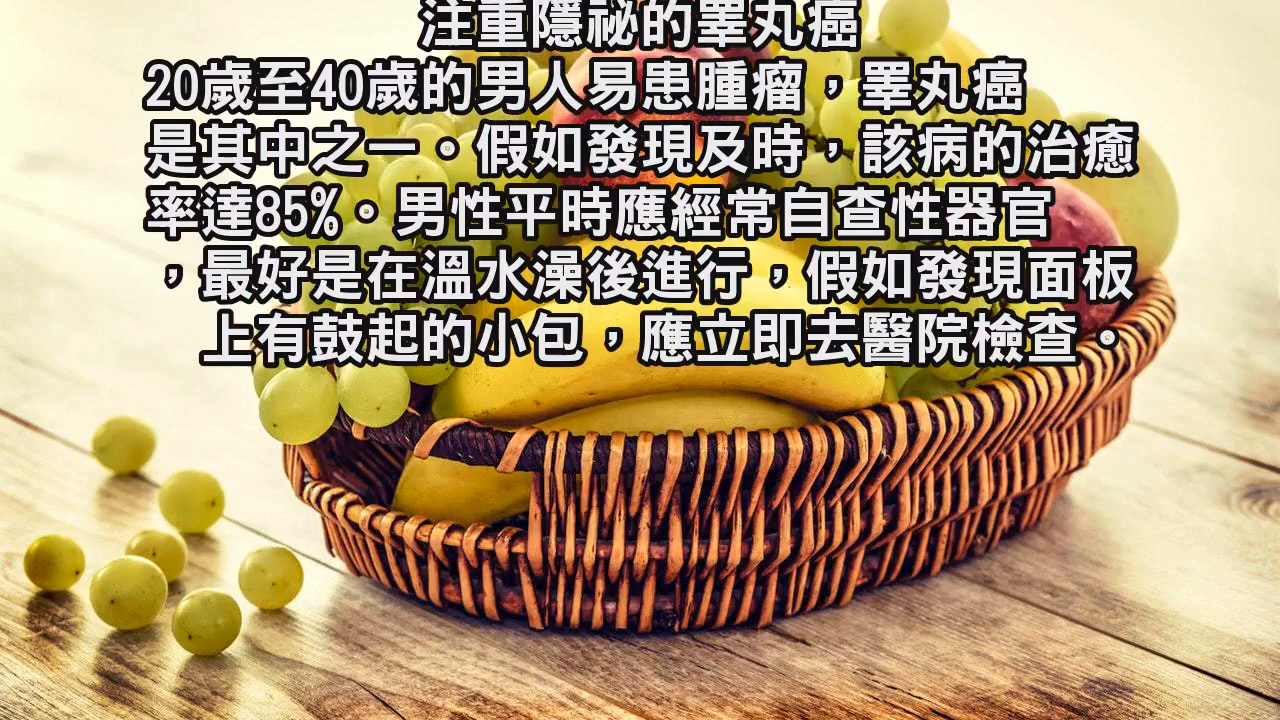 注重隱祕的睪丸癌
20歲至40歲的男人易患腫瘤，睪丸癌
是其中之一。假如發現及時，該病的治癒
率達85%。男性平時應經常自查性器官
，最好是在溫水澡後進行，假如發現面板
上有鼓起的小包，應立即去醫院檢查。